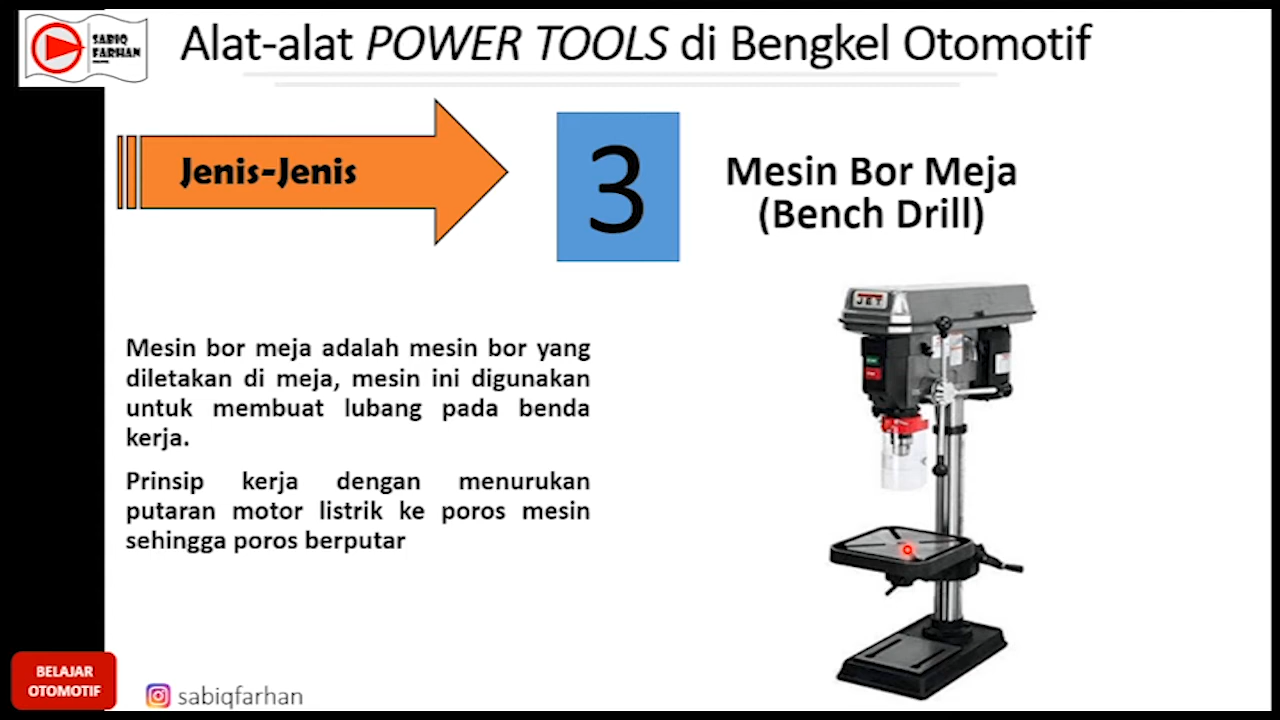 SABIQ
FARHAN
Alat-alat POWER TOOLS di Bengkel Otomotif
Jenis-Jenis
3
Mesin Bor Meja
(Bench Drill)
JET
Mesin bor meja adalah mesin bor yang
diletakan di meja, mesin ini digunakan
untuk membuat lubang pada benda
kerja.
Prinsip kerja dengan menurukan
putaran motor listrik ke poros mesin
sehingga poros berputar
BELAJAR
OTOMOTIF
sabiqfarhan